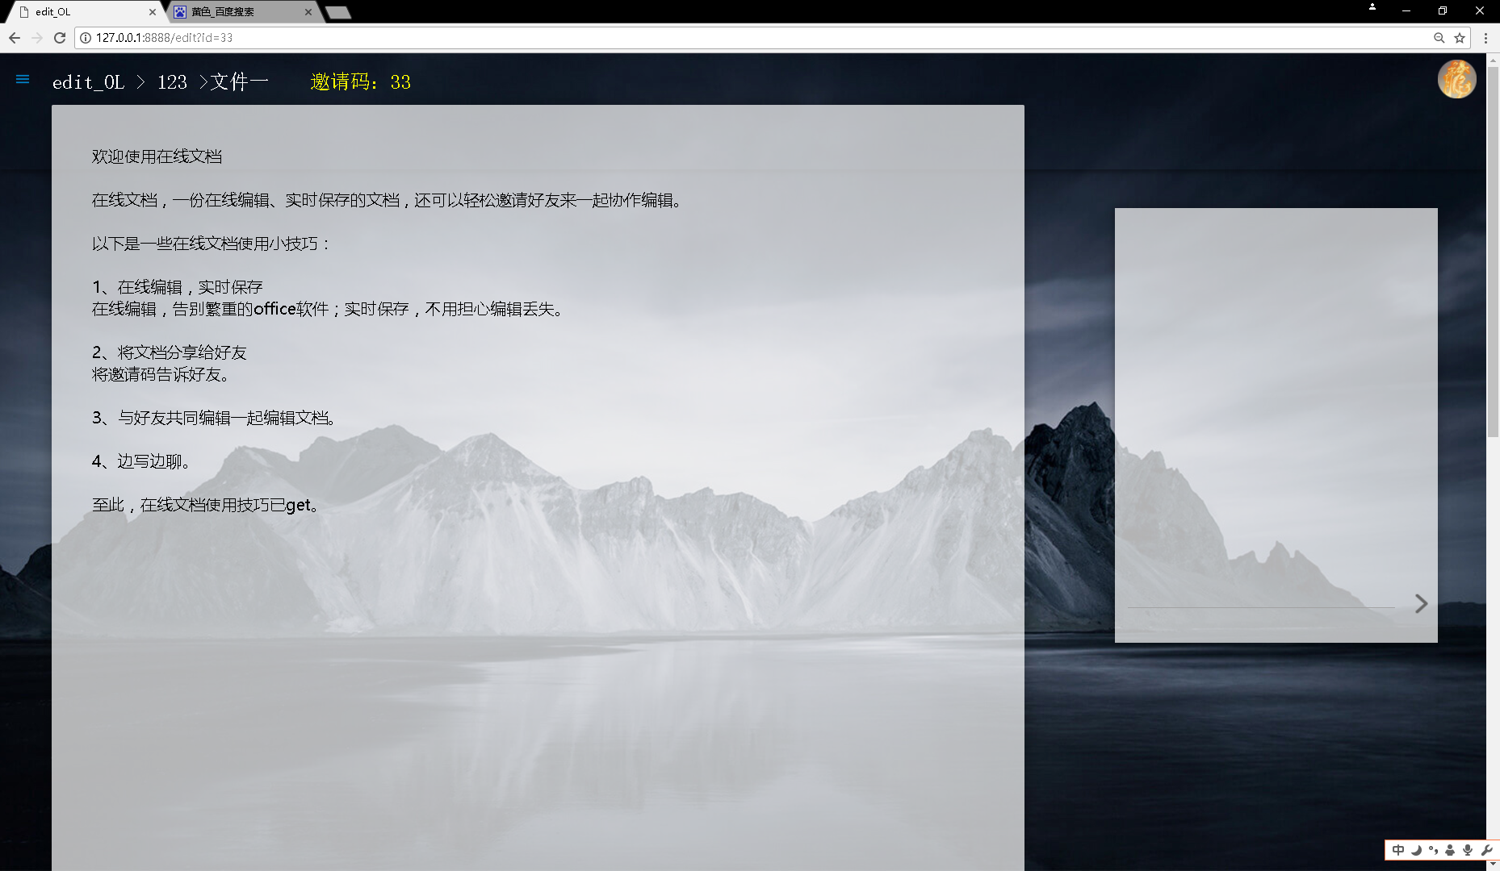 edit_OL
黄色_百度搜索
127.0.0.1:8888/edit?id=33
edit_OL > 123 >文件一 邀请码：33
欢迎使用在线文档
在线文档，一份在线编辑、实时保存的文档，还可以轻松邀请好友来一起协作编辑。
以下是一些在线文档使用小技巧：
1、在线编辑，实时保存
在线编辑，告别繁重的office软件；实时保存，不用担心编辑丢失。
2、将文档分享给好友
将邀请码告诉好友。
3、与好友共同编辑一起编辑文档。
4、边写边聊。
至此，在线文档使用技巧已get。
中